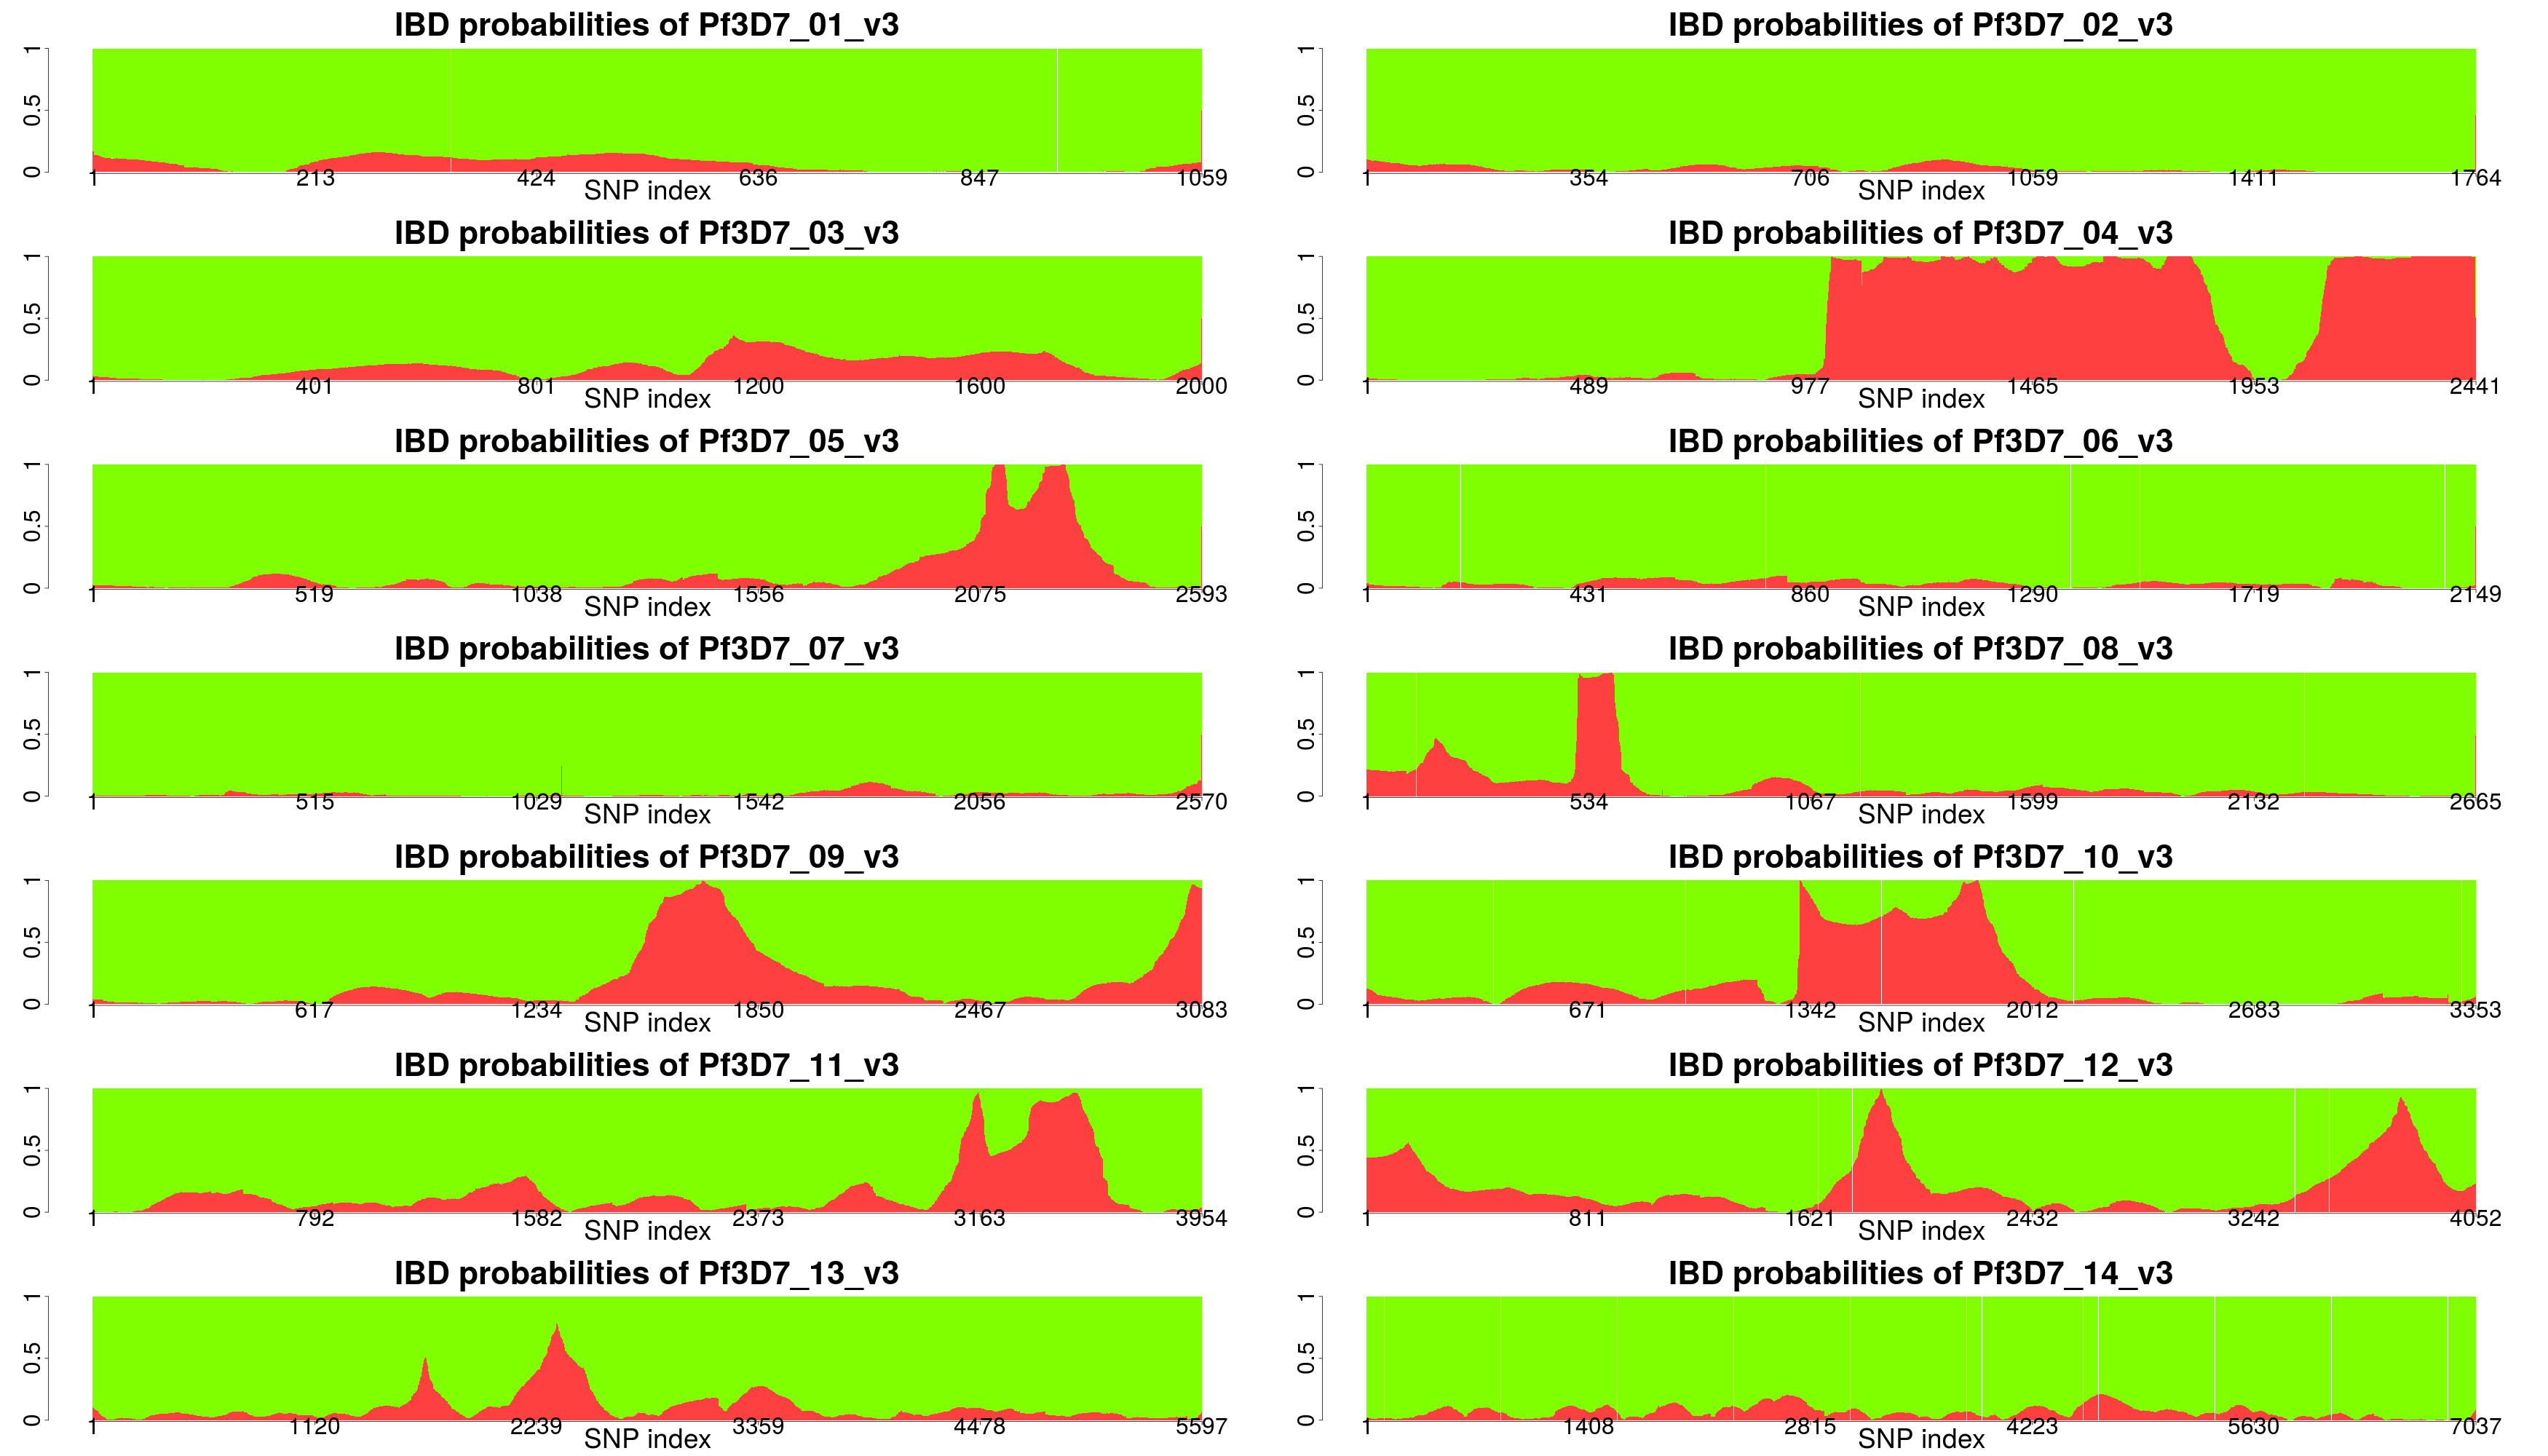 IBD probabilities of Pf3D7_01_v3
0 0.5 1
1 213 424 636 847 1059
SNP index
IBD probabilities of Pf3D7_02_v3
0 0.5 1
1 354 706 1059 1411 1764
SNP index
IBD probabilities of Pf3D7_03_v3
0 0.5 1
1 401 801 1200 1600 2000
SNP index
IBD probabilities of Pf3D7_04_v3
0 0.5 1
1 489 977 1465 1953 2441
SNP index
IBD probabilities of Pf3D7_05_v3
0 0.5 1
1 519 1038 1556 2075 2593
SNP index
IBD probabilities of Pf3D7_06_v3
0 0.5 1
1 431 860 1290 1719 2149
SNP index
IBD probabilities of Pf3D7_07_v3
0 0.5 1
1 515 1029 1542 2056 2570
SNP index
IBD probabilities of Pf3D7_08_v3
0 0.5 1
1 534 1067 1599 2132 2665
SNP index
IBD probabilities of Pf3D7_09_v3
0 0.5 1
1 617 1234 1850 2467 3083
SNP index
IBD probabilities of Pf3D7_10_v3
0 0.5 1
1 671 1342 2012 2683 3353
SNP index
IBD probabilities of Pf3D7_11_v3
0 0.5 1
1 792 1582 2373 3163 3954
SNP index
IBD probabilities of Pf3D7_12_v3
0 0.5 1
1 811 1621 2432 3242 4052
SNP index
IBD probabilities of Pf3D7_13_v3
0 0.5 1
1 1120 2239 3359 4478 5597
SNP index
IBD probabilities of Pf3D7_14_v3
0 0.5 1
1 1408 2815 4223 5630 7037
SNP index